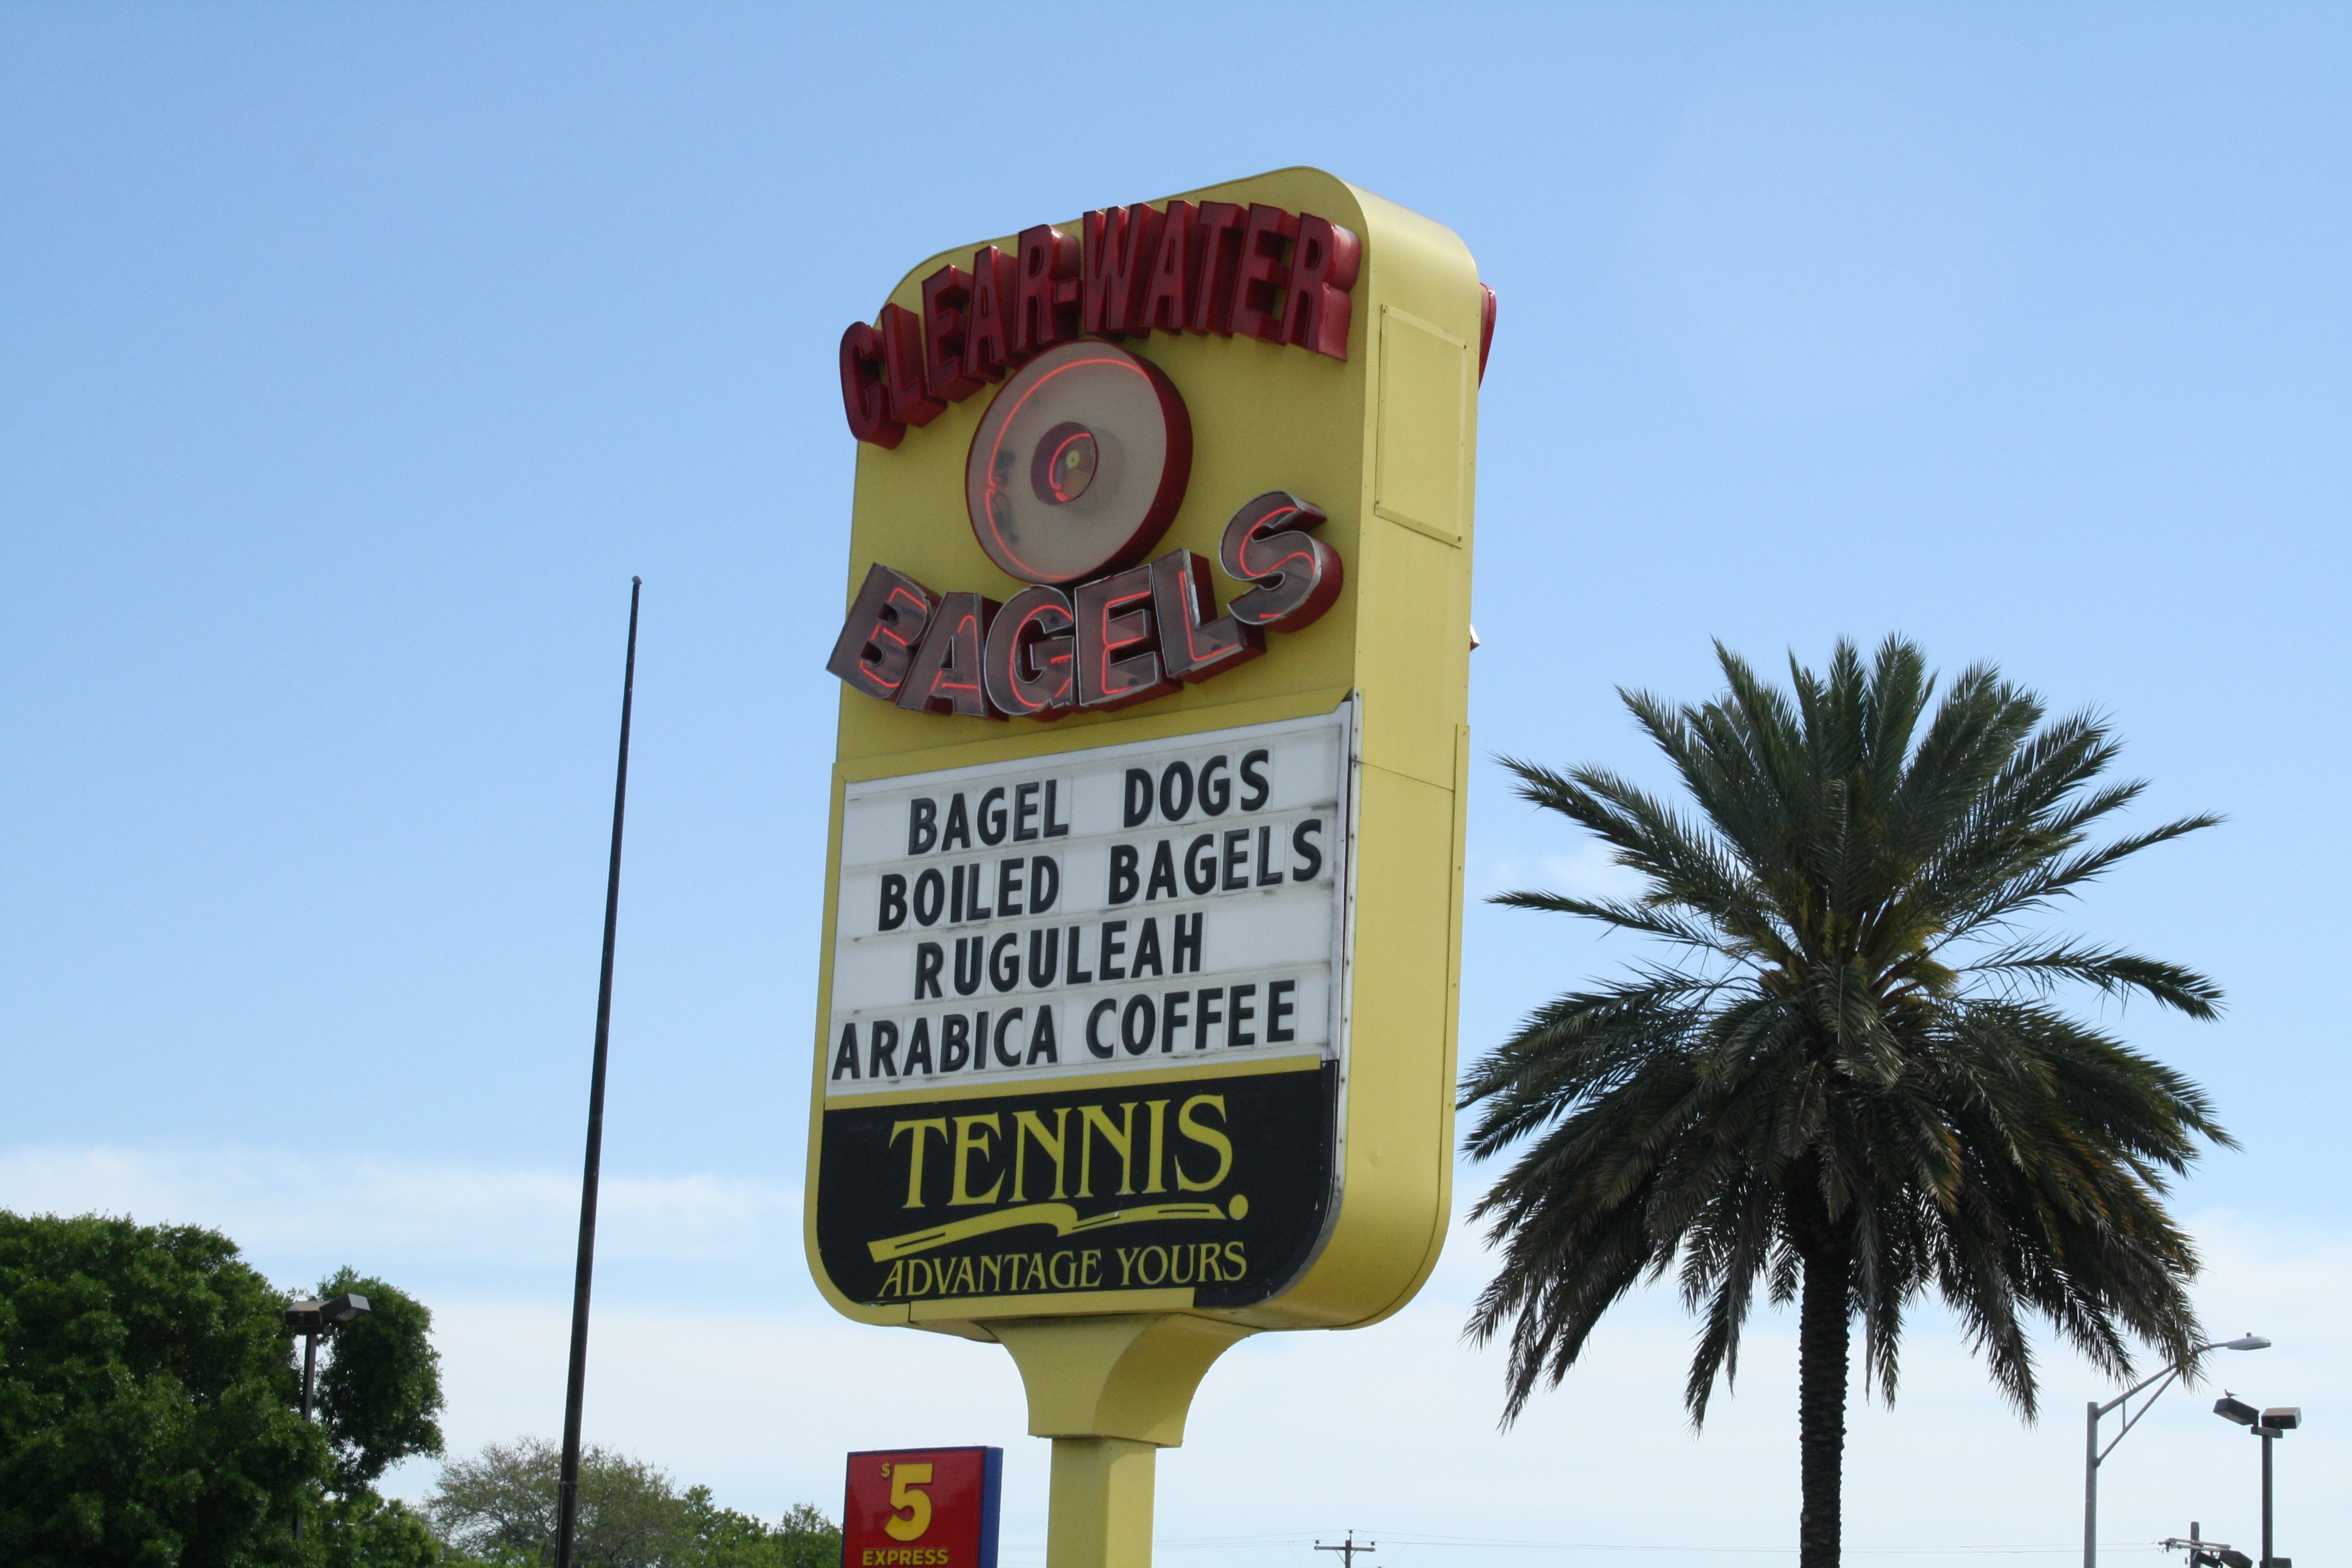 CLEAR-WATER
BAGELS
BAGEL DOGS
BOILED BAGELS
RUGULEAH
ARABICA COFFEE
TENNIS
ADVANTAGE YOURS
$5
EXPRESS